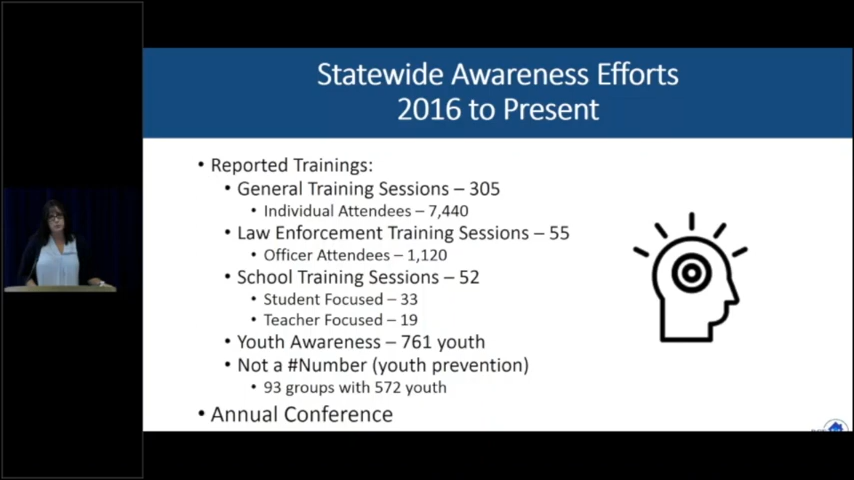 Statewide Awareness Efforts
2016 to Present
• Reported Trainings:
• General Training Sessions – 305
• Individual Attendees – 7,440
• Law Enforcement Training Sessions – 55
• Officer Attendees – 1,120
• School Training Sessions – 52
• Student Focused – 33
• Teacher Focused – 19
• Youth Awareness – 761 youth
• Not a #Number (youth prevention)
• 93 groups with 572 youth
• Annual Conference